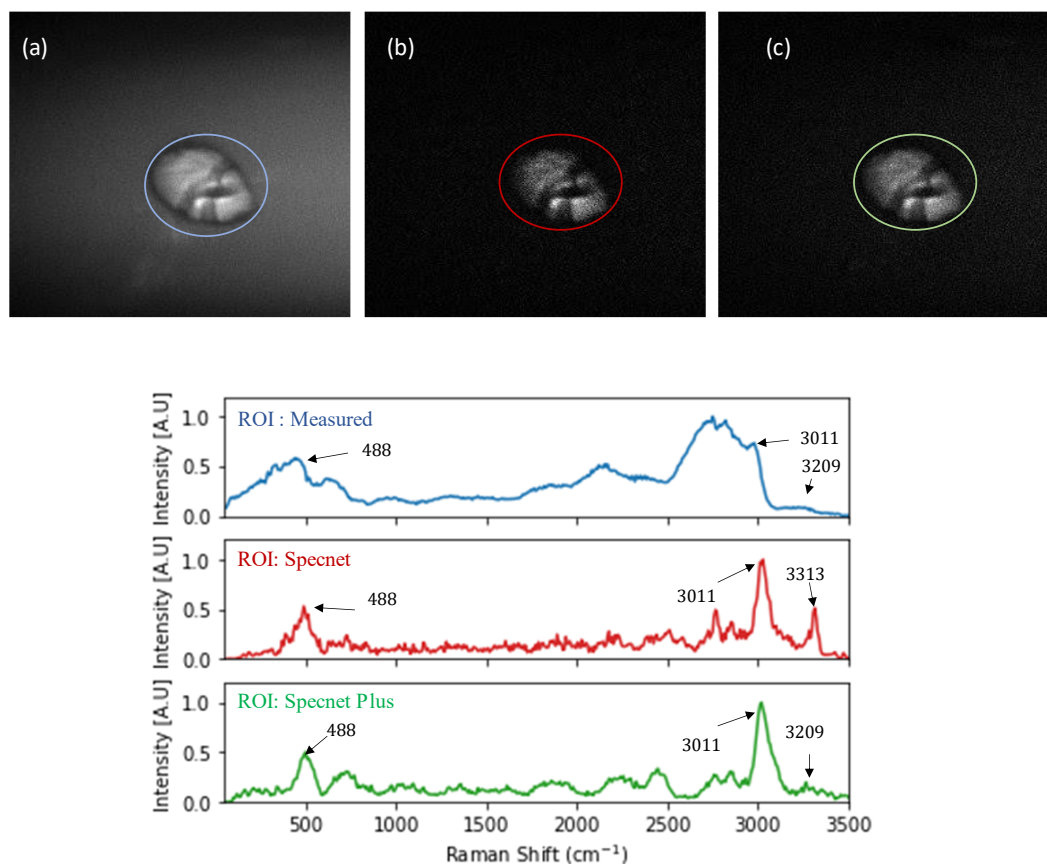 (a)
(b)
(c)
Intensity [A.U]
1.0
0.5
0.0
ROI : Measured
488
3011
3209
Intensity [A.U]
1.0
0.5
0.0
ROI: Specnet
488
3011
3313
Intensity [A.U]
1.0
0.5
0.0
ROI: Specnet Plus
488
3011
3209
500 1000 1500 2000 2500 3000 3500
Raman Shift (cm⁻¹)